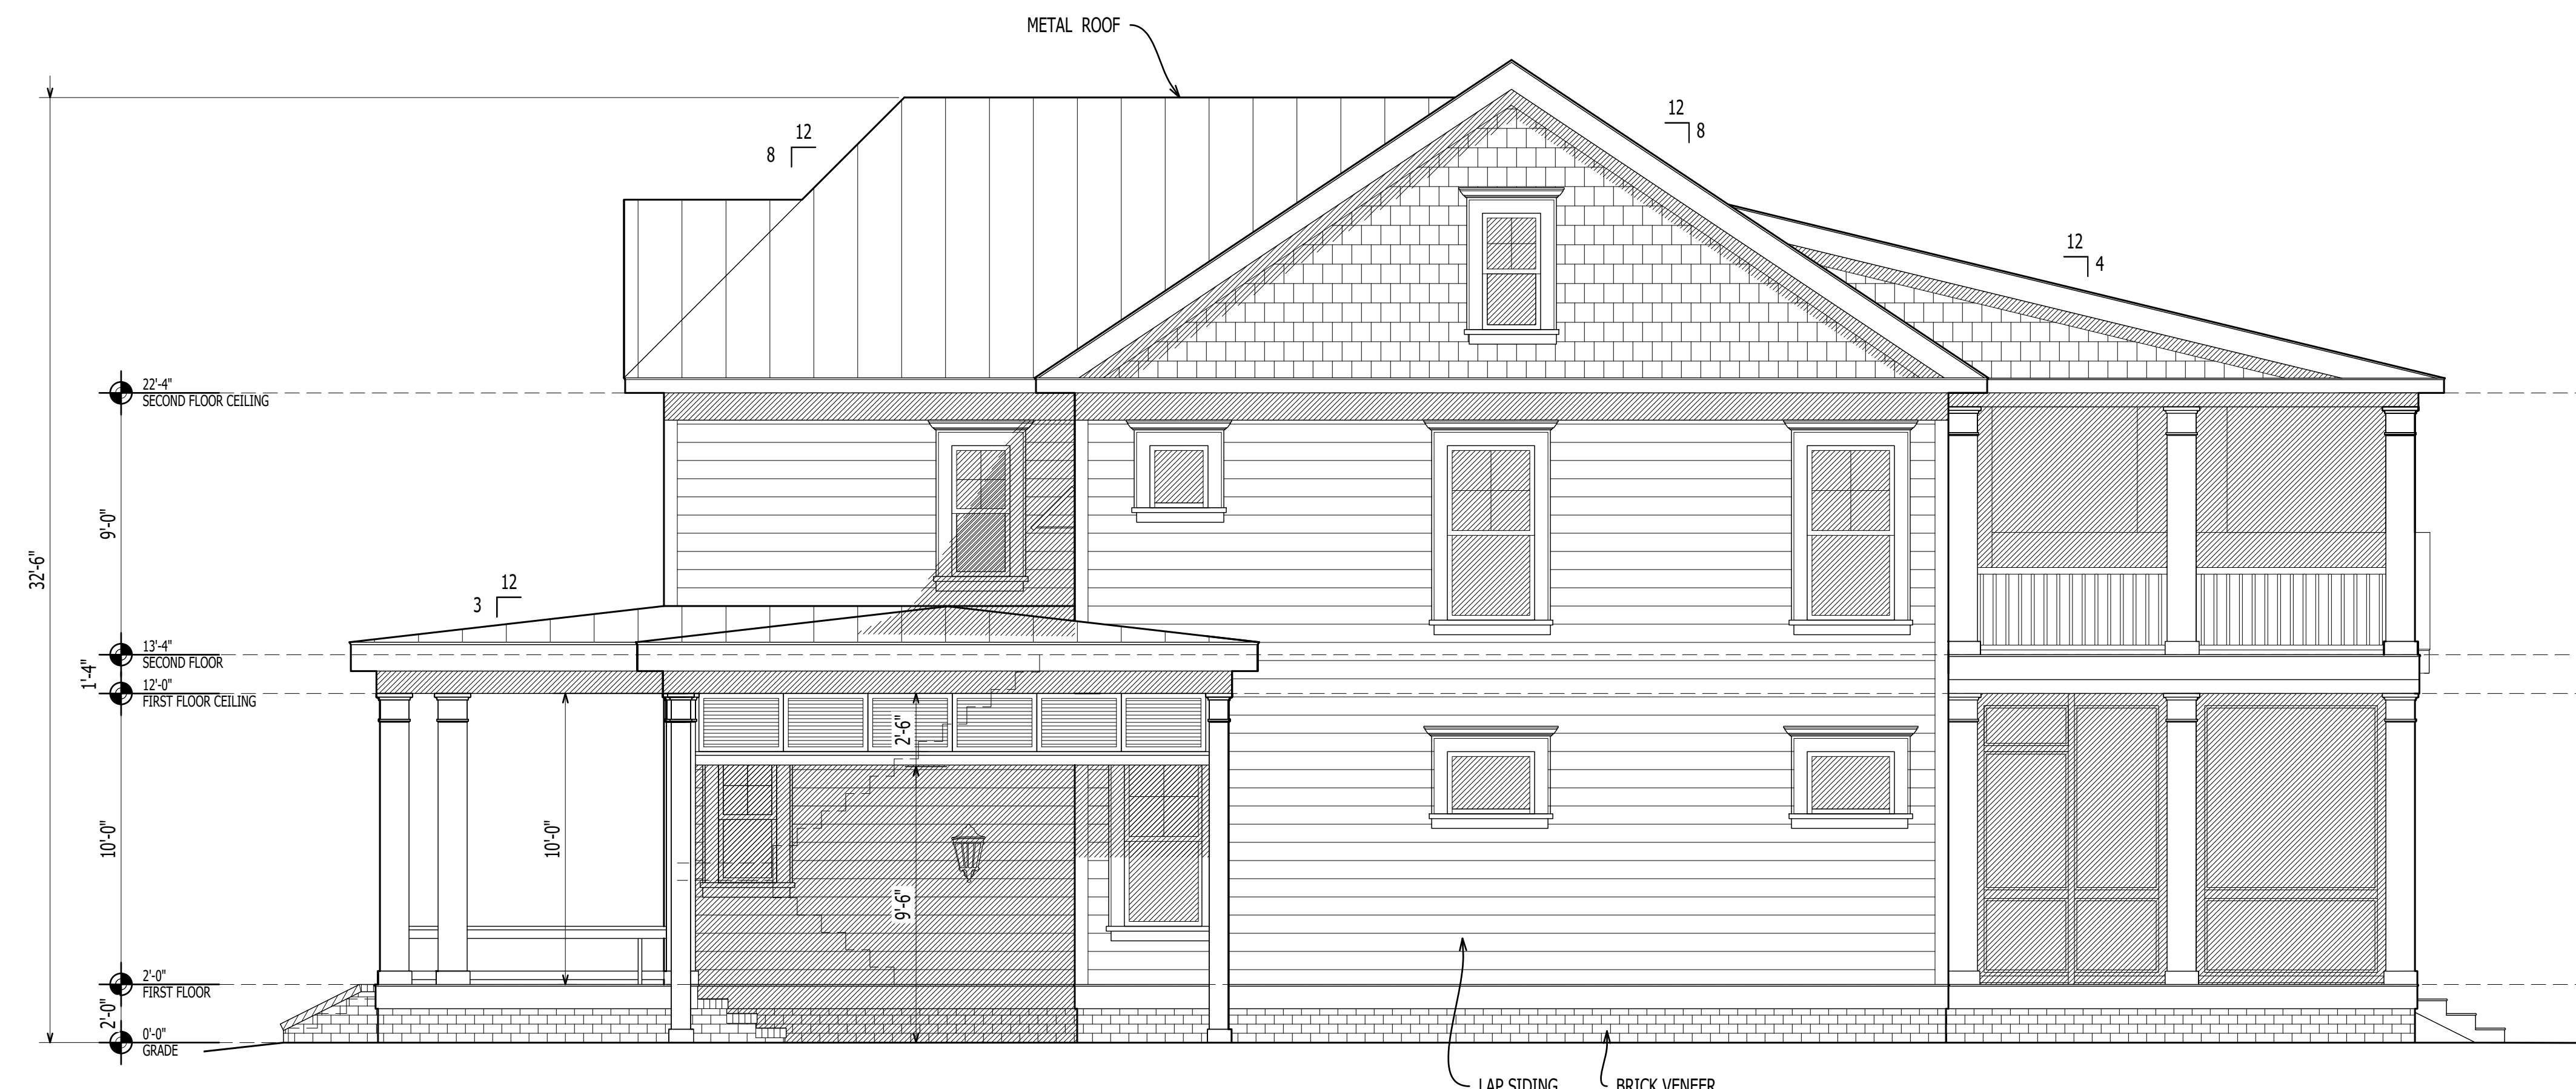 METAL ROOF
12
8
12
8
12
4
22'-4"
SECOND FLOOR CEILING
9'-0"
32'-6"
12
3
13'-4"
SECOND FLOOR
1'-4"
12'-0"
FIRST FLOOR CEILING
2'-6"
10'-0"
10'-0"
9'-6"
2'-0"
FIRST FLOOR
2'-0"
0'-0"
GRADE
LAP SIDING
BRICK VENEER